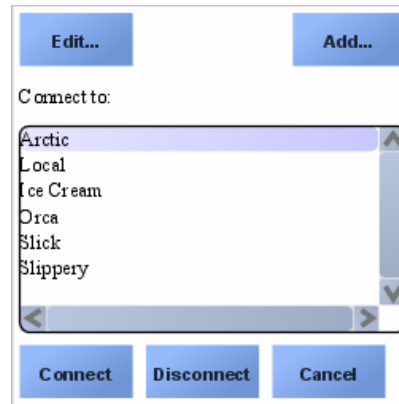 Edit... Add...
Connect to:
Arctic
Local
Ice Cream
Orca
Slick
Slippery
Connect Disconnect Cancel